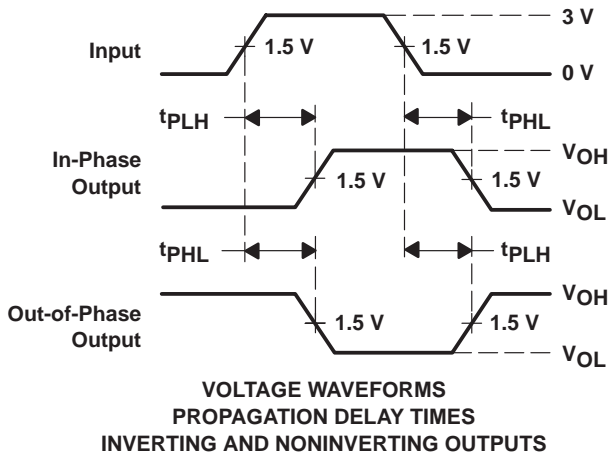 3 V
Input
1.5 V
1.5 V
0 V
tPLH
tPHL
In-Phase
Output
VOH
1.5 V
1.5 V
VOL
tPHL
tPLH
Out-of-Phase
Output
VOH
1.5 V
1.5 V
VOL
VOLTAGE WAVEFORMS
PROPAGATION DELAY TIMES
INVERTING AND NONINVERTING OUTPUTS